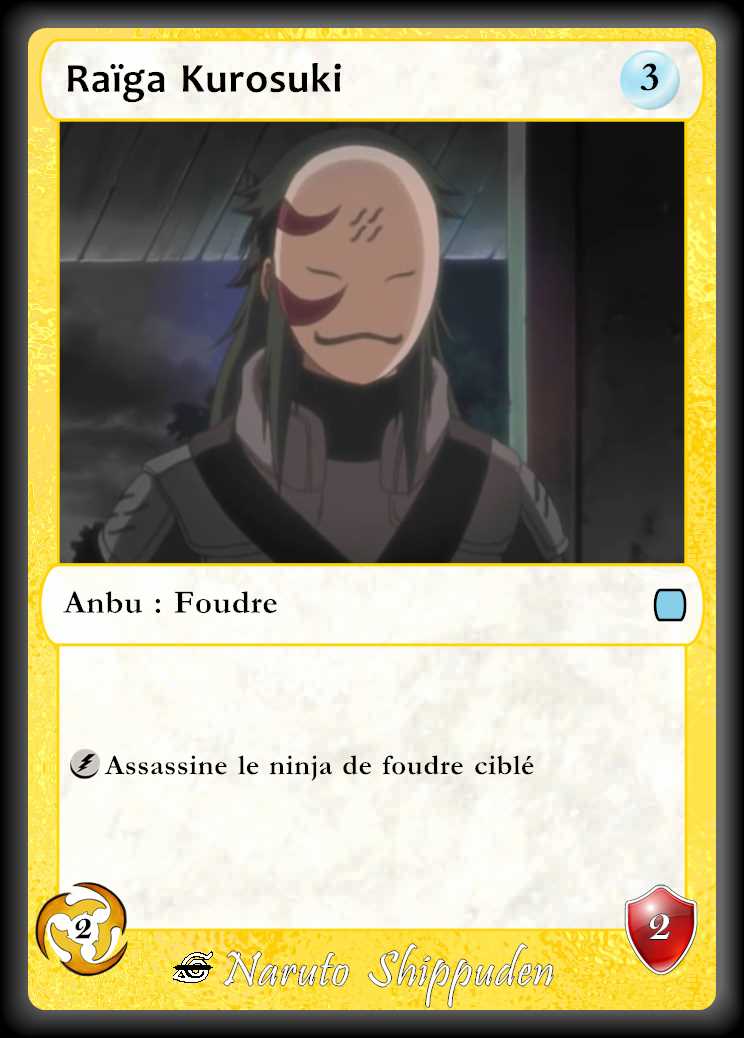 Raïga Kurosuki
3
Anbu : Foudre
Assassine le ninja de foudre ciblé
2
2
Naruto Shippuden